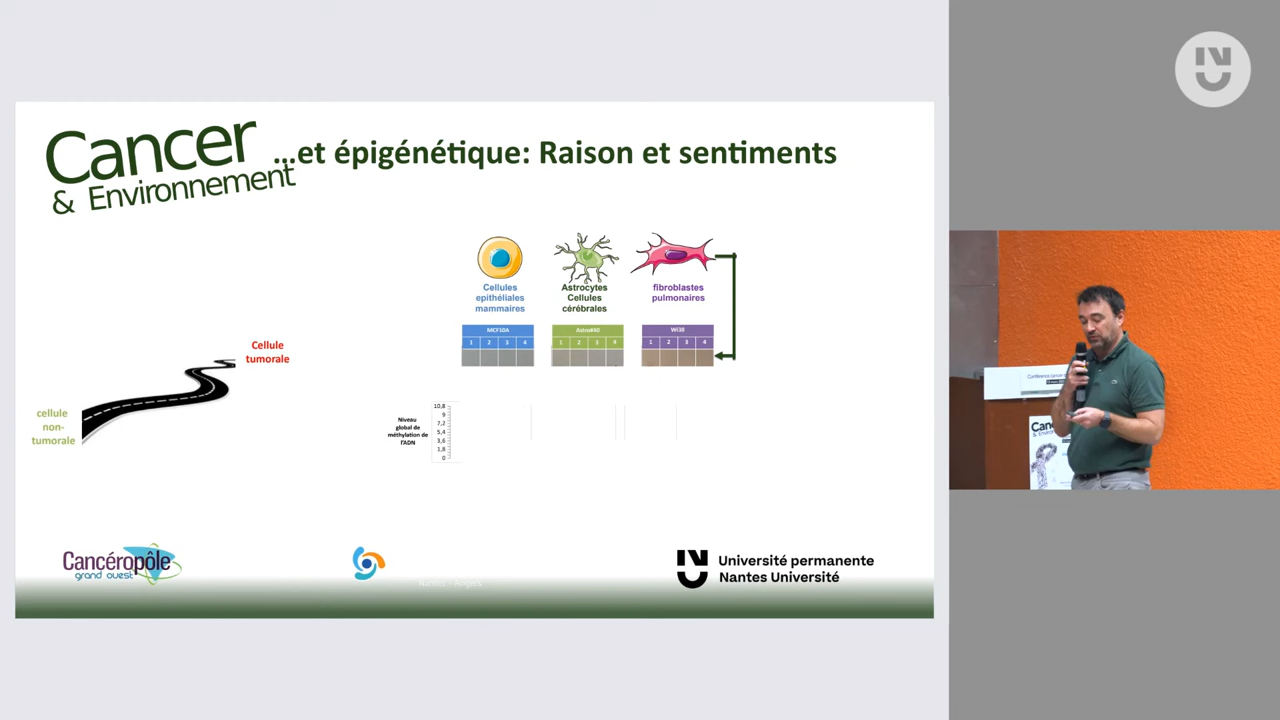 Cancer
& Environnement
...et épigénétique: Raison et sentiments
Cellules
épithéliales
mammaires
Astrocytes
Cellules
cérébrales
fibroblastes
pulmonaires
MCF10A
1 2 3 4
Astro#40
1 2 3 4
Wi38
1 2 3 4
Cellule
tumorale
cellule
non-
tumorale
Niveau
global de
méthylation de
l'ADN
10,8
9
7,2
5,4
3,6
1,8
0
Cancéropôle
grand ouest
Nantes - Angers
Université permanente
Nantes Université